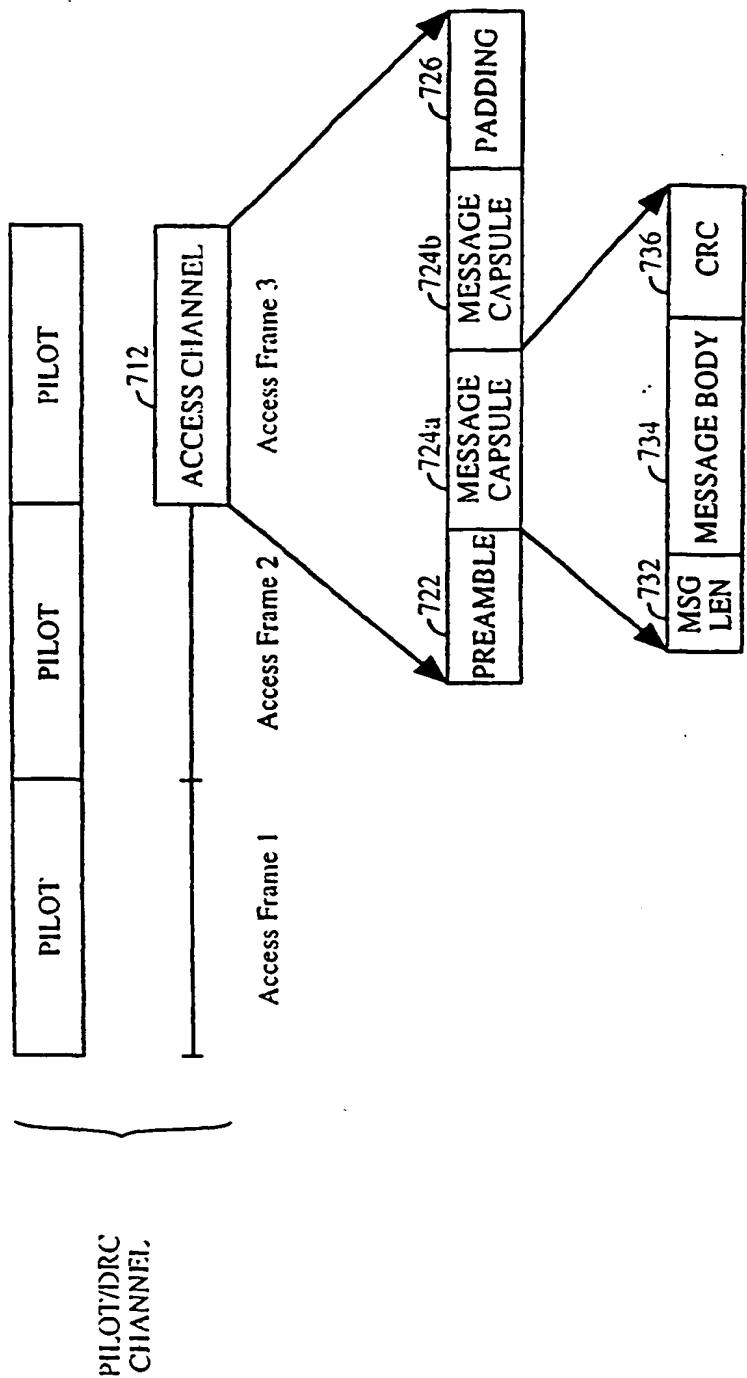 PILOT/DRC
CHANNEL
PILOT
PILOT
PILOT
712
ACCESS CHANNEL
Access Frame 1
Access Frame 2
Access Frame 3
722
724a
724b
726
PREAMBLE
MESSAGE
CAPSULE
MESSAGE
CAPSULE
PADDING
732
734
736
MSG
LEN
MESSAGE BODY
CRC